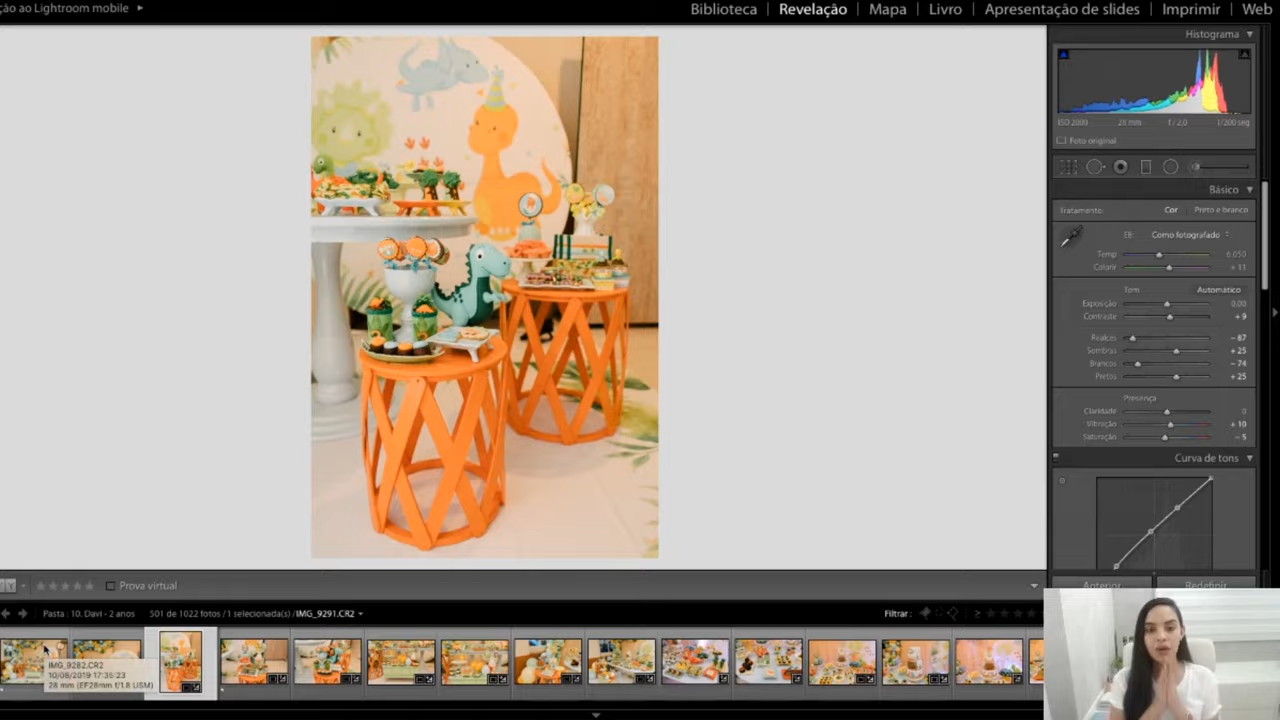 ção ao Lightroom mobile
Biblioteca | Revelação | Mapa | Livro | Apresentação de slides | Imprimir | Web
Histograma
ISO 2000 28 mm f / 2,0 1/200 seg
Foto original
Básico
Tratamento: Cor Preto e branco
Como fotografado
Temp 6.050
Colorir + 11
Tom Automático
Exposição 0,00
Contraste + 9
Realces − 87
Sombras + 25
Brancos − 74
Pretos + 25
Presença
Claridade 0
Vibração + 10
Saturação − 5
Curva de tons
Anterior Redefinir
Y Prova virtual
Pasta : 10. Davi - 2 anos 501 de 1022 fotos /1 selecionada(s) /IMG_9291.CR2
Filtrar :
IMG_9282.CR2
10/08/2019 17:35:23
28 mm (EF28mm f/1.8 USM)